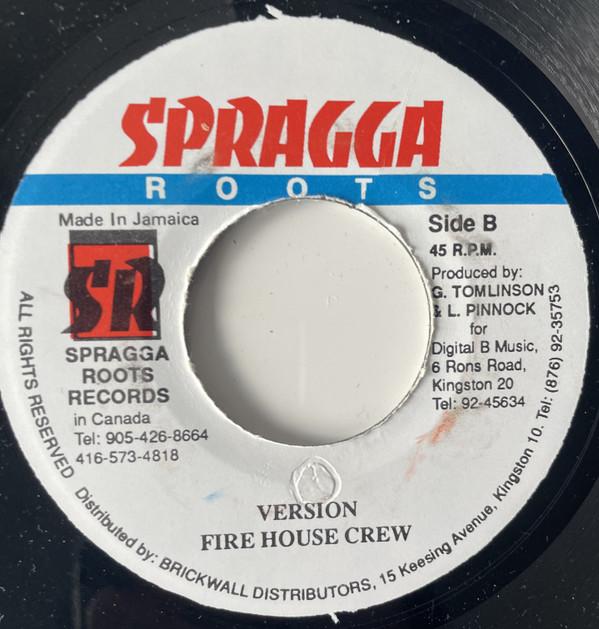 SPRAGGA
ROOTS
Made In Jamaica
SR
SPRAGGA
ROOTS
RECORDS
in Canada
Tel: 905-426-8664
416-573-4818
Side B
45 R.P.M.
Produced by:
G. TOMLINSON
& L. PINNOCK
for
Digital B Music,
6 Rons Road,
Kingston 20
Tel: 92-45634
VERSION
FIRE HOUSE CREW
ALL RIGHTS RESERVED Distributed by: BRICKWALL DISTRIBUTORS, 15 Keesing Avenue, Kingston 10. Tel: (876) 92-35753